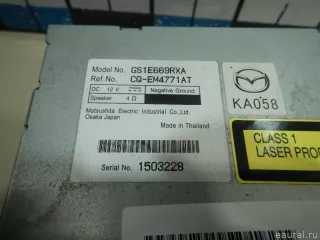 Model No. GS1E669RXA
Ref No. CQ-EM4771AT
DC 12 V Negative Ground
Speaker 4 Ω
Matsushita Electric Industrial Co.,Ltd.
Osaka Japan
Made in Thailand
Serial No. 1503228
KA058
CLASS 1
LASER PROD
eaural.ru